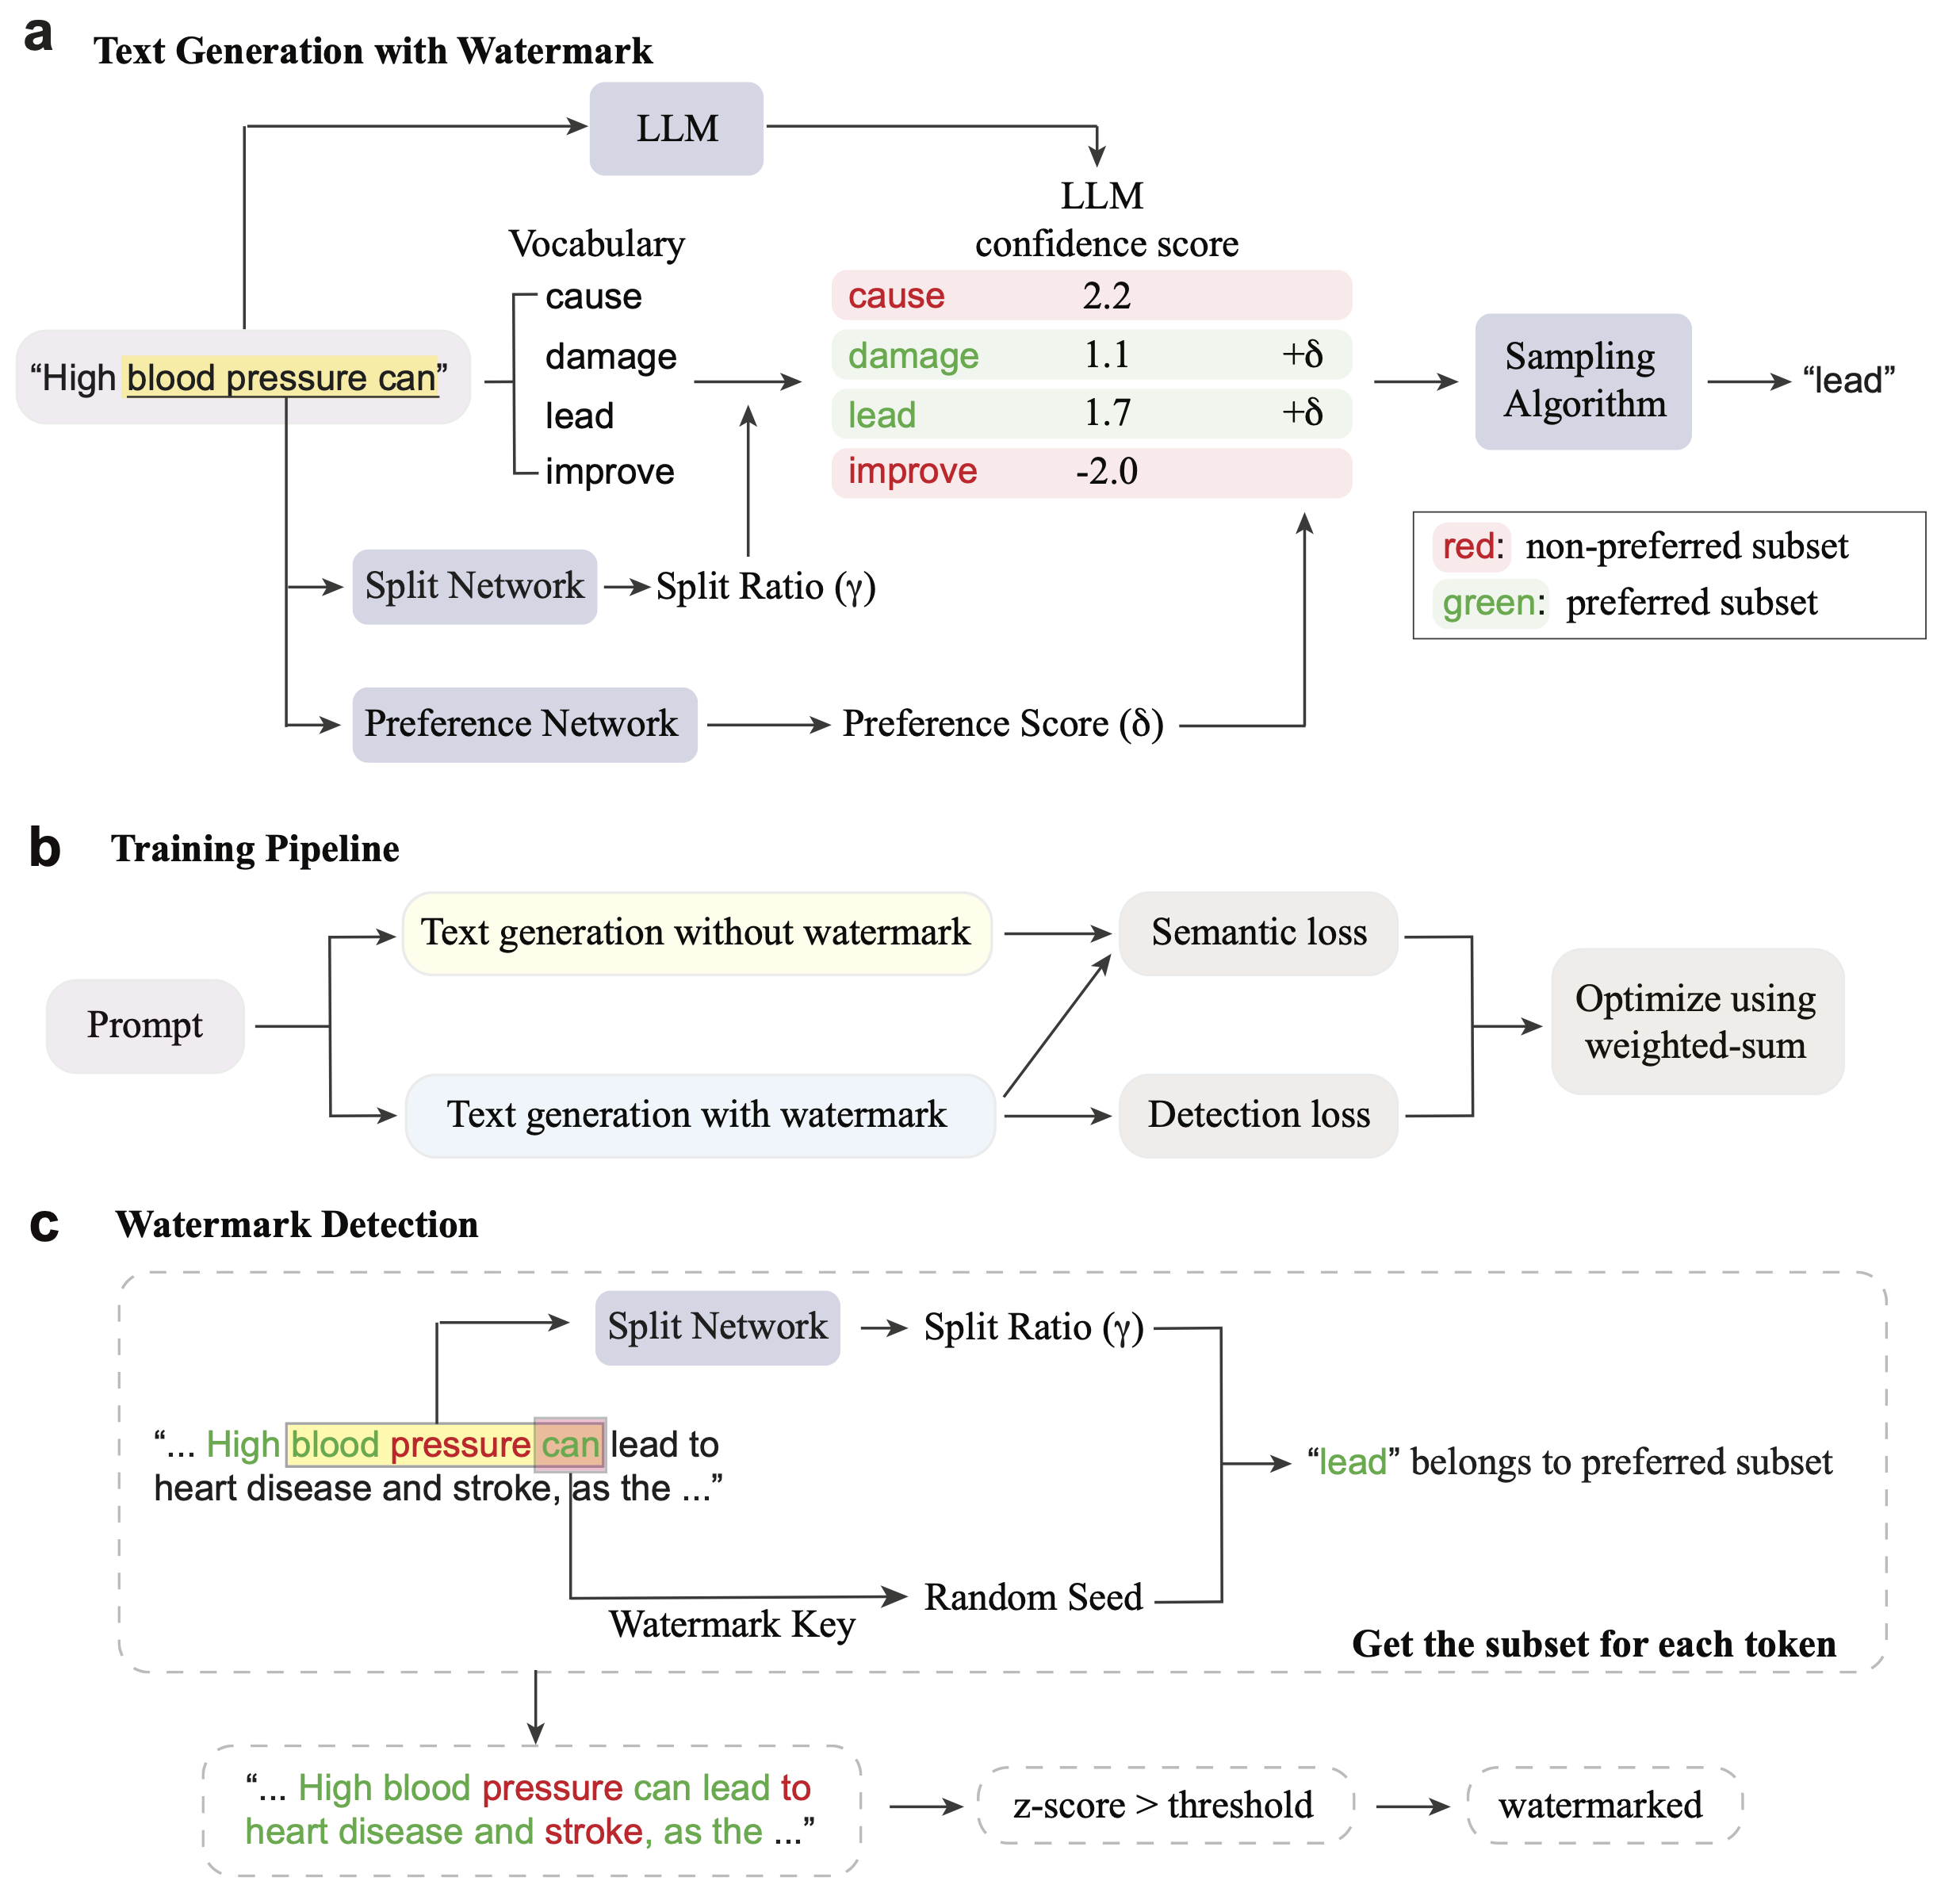 a
Text Generation with Watermark
LLM
LLM
confidence score
Vocabulary
cause
damage
lead
improve
“High blood pressure can”
cause 2.2
damage 1.1 +δ
lead 1.7 +δ
improve -2.0
Sampling
Algorithm
“lead”
red: non-preferred subset
green: preferred subset
Split Network
Split Ratio (γ)
Preference Network
Preference Score (δ)
b
Training Pipeline
Prompt
Text generation without watermark
Text generation with watermark
Semantic loss
Detection loss
Optimize using
weighted-sum
c
Watermark Detection
Split Network
Split Ratio (γ)
“... High blood pressure can lead to
heart disease and stroke, as the ...”
“lead” belongs to preferred subset
Watermark Key
Random Seed
Get the subset for each token
“... High blood pressure can lead to
heart disease and stroke, as the ...”
z-score > threshold
watermarked